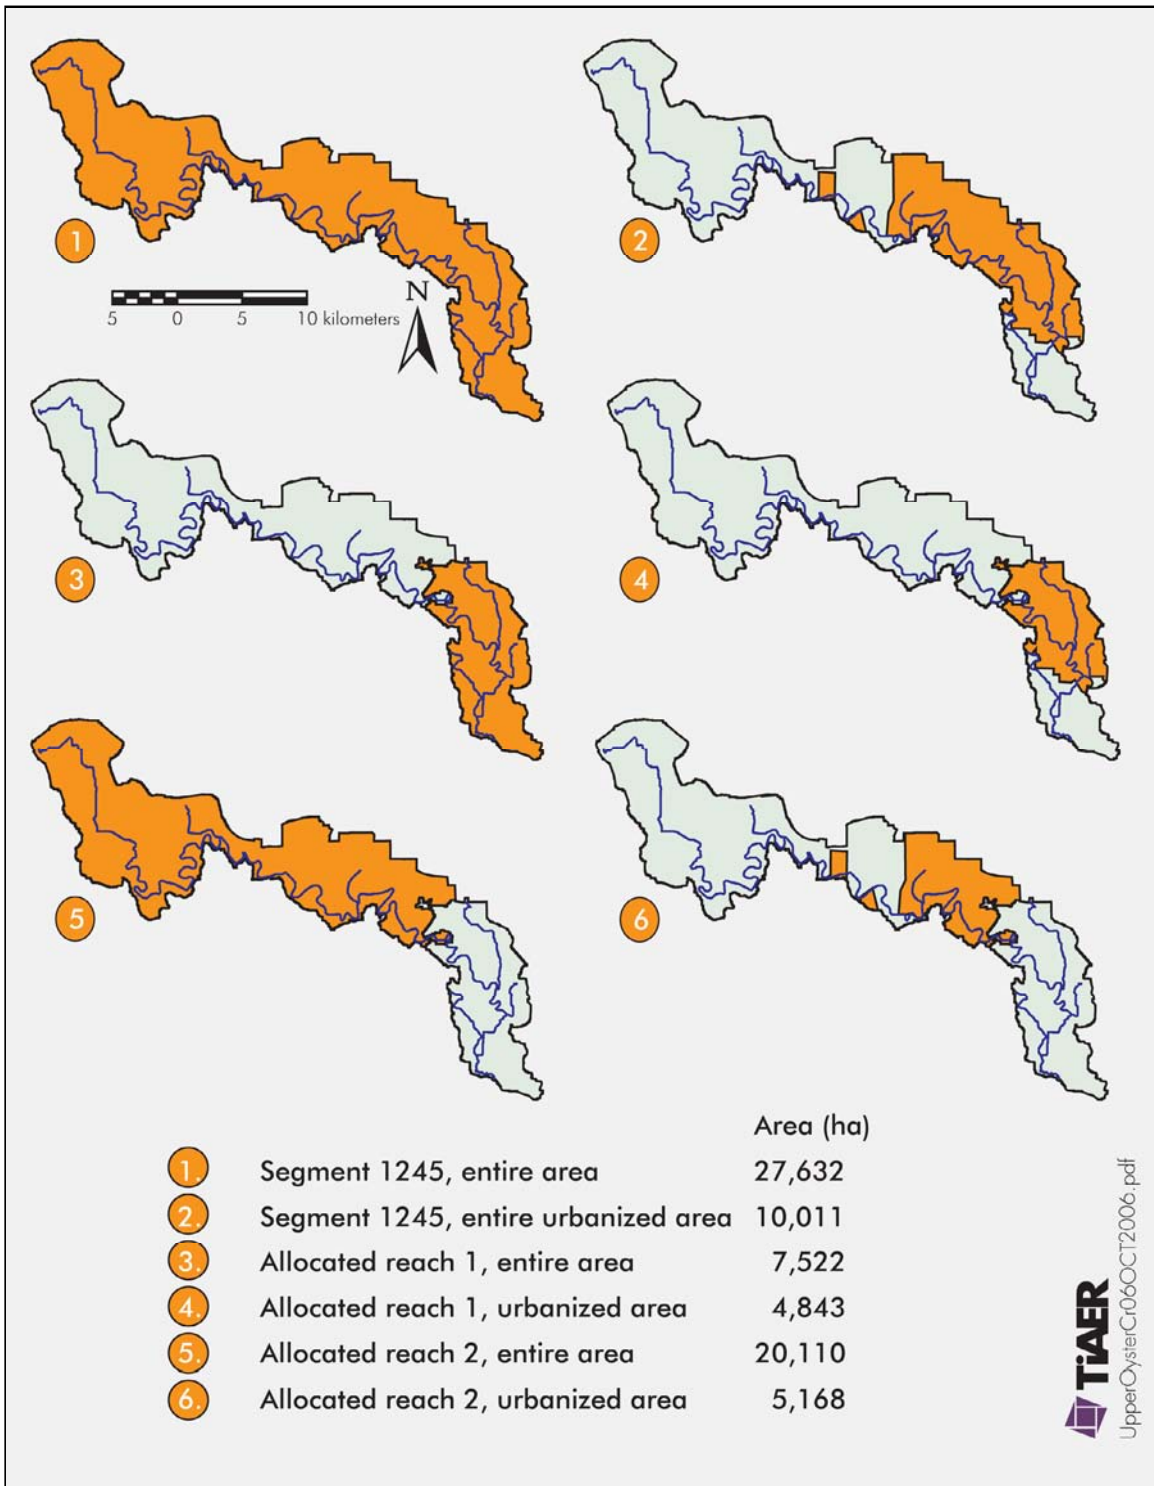 1
2
N
5 0 5 10 kilometers
3
4
5
6
Area (ha)
1. Segment 1245, entire area 27,632
2. Segment 1245, entire urbanized area 10,011
3. Allocated reach 1, entire area 7,522
4. Allocated reach 1, urbanized area 4,843
5. Allocated reach 2, entire area 20,110
6. Allocated reach 2, urbanized area 5,168
TIAER
UpperOysterCr06OCT2006.pdf